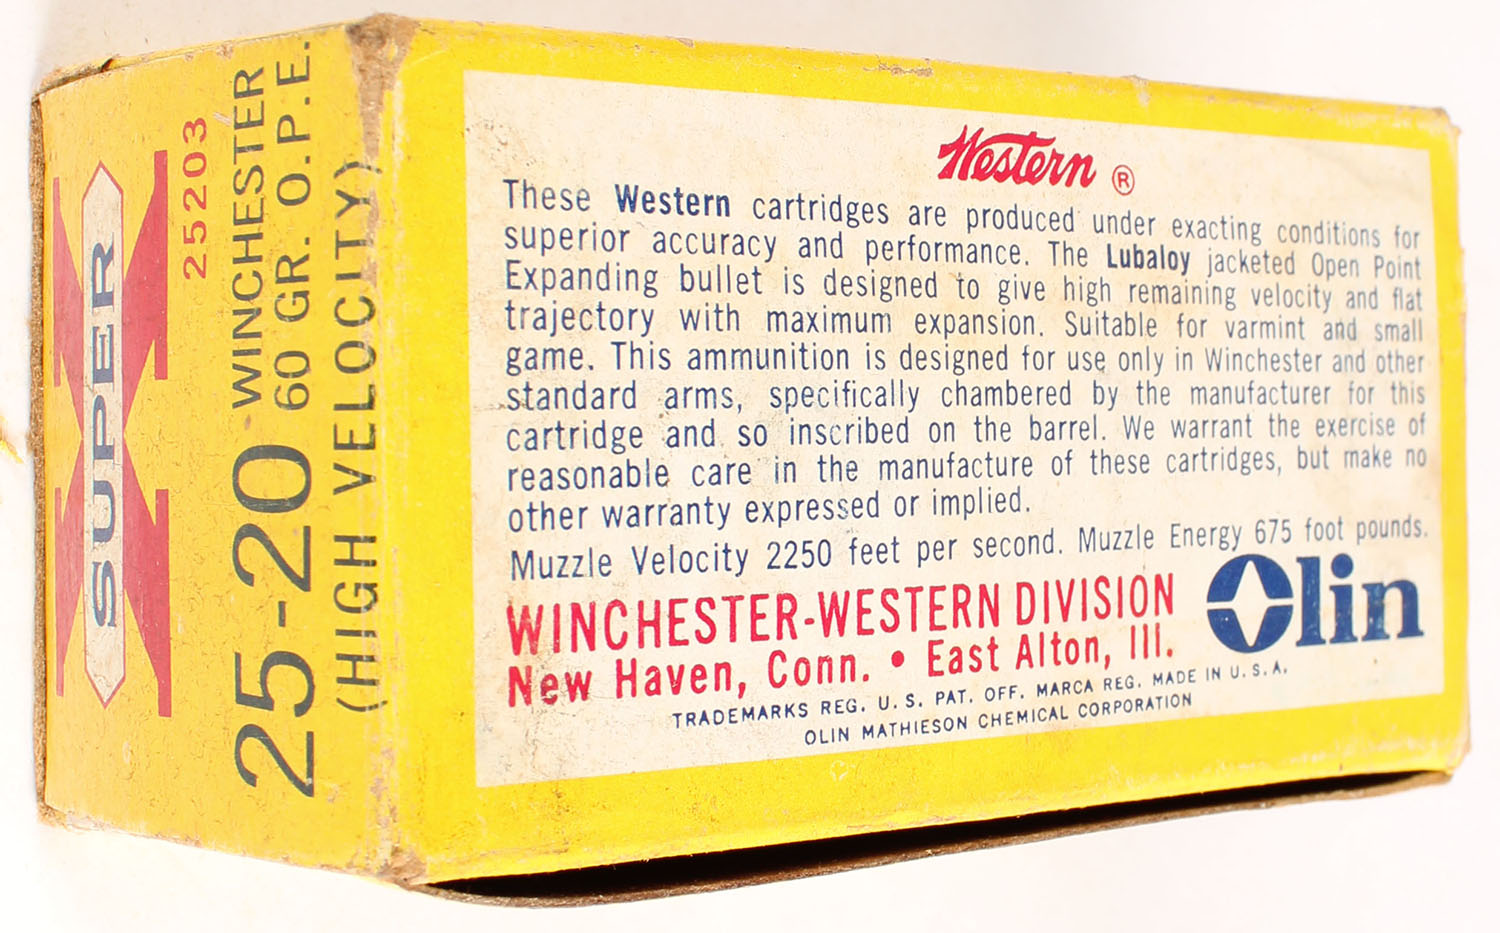 SUPER
X
25203
25-20 WINCHESTER
60 GR. O.P.E.
(HIGH VELOCITY)
Western ®
These Western cartridges are produced under exacting conditions for
superior accuracy and performance. The Lubaloy jacketed Open Point
Expanding bullet is designed to give high remaining velocity and flat
trajectory with maximum expansion. Suitable for varmint and small
game. This ammunition is designed for use only in Winchester and other
standard arms, specifically chambered by the manufacturer for this
cartridge and so inscribed on the barrel. We warrant the exercise of
reasonable care in the manufacture of these cartridges, but make no
other warranty expressed or implied.
Muzzle Velocity 2250 feet per second. Muzzle Energy 675 foot pounds.
WINCHESTER-WESTERN DIVISION
New Haven, Conn. • East Alton, Ill.
Olin
TRADEMARKS REG. U. S. PAT. OFF. MARCA REG. MADE IN U. S. A.
OLIN MATHIESON CHEMICAL CORPORATION